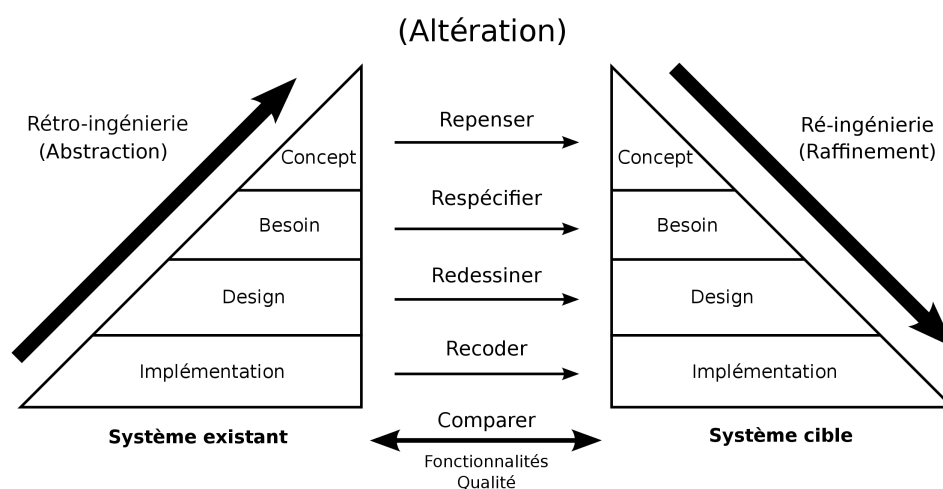 (Altération)
Rétro-ingénierie
(Abstraction)
Repenser
Ré-ingénierie
(Raffinement)
Concept
Concept
Respécifier
Besoin
Besoin
Redessiner
Design
Design
Recoder
Implémentation
Implémentation
Comparer
Système existant
Système cible
Fonctionnalités
Qualité